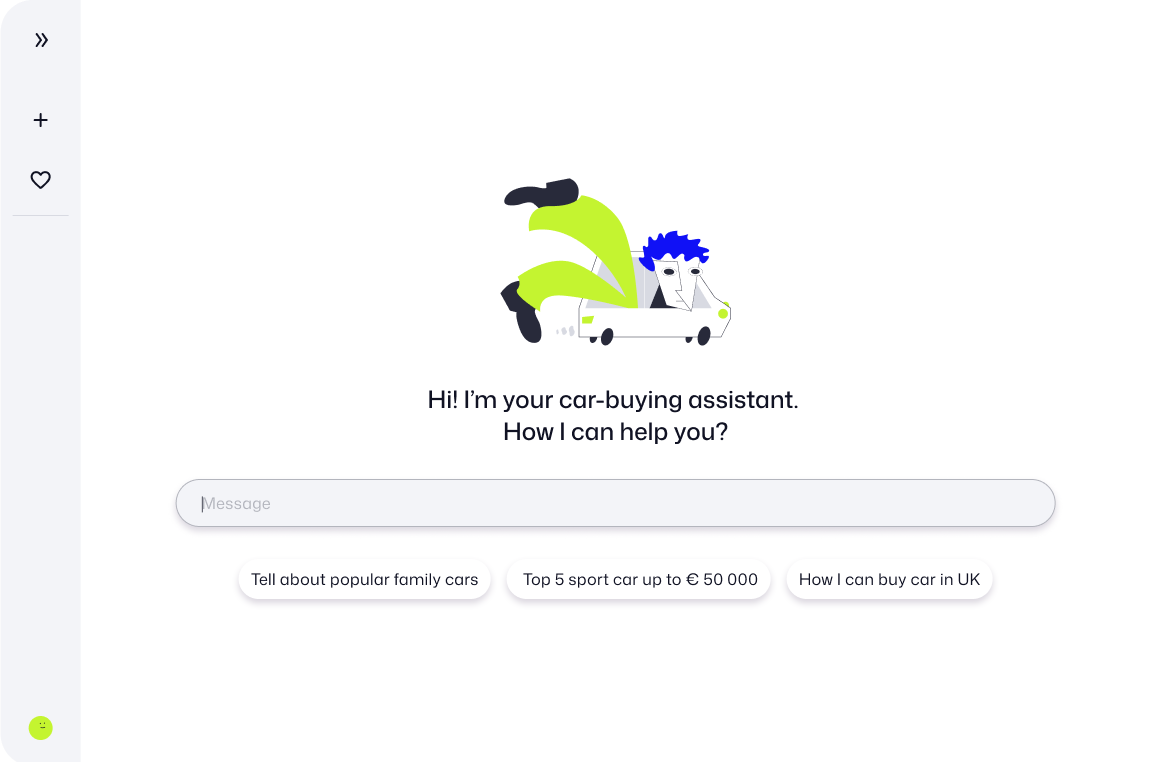 Hi! I’m your car-buying assistant.
How I can help you?
Message
Tell about popular family cars
Top 5 sport car up to € 50 000
How I can buy car in UK